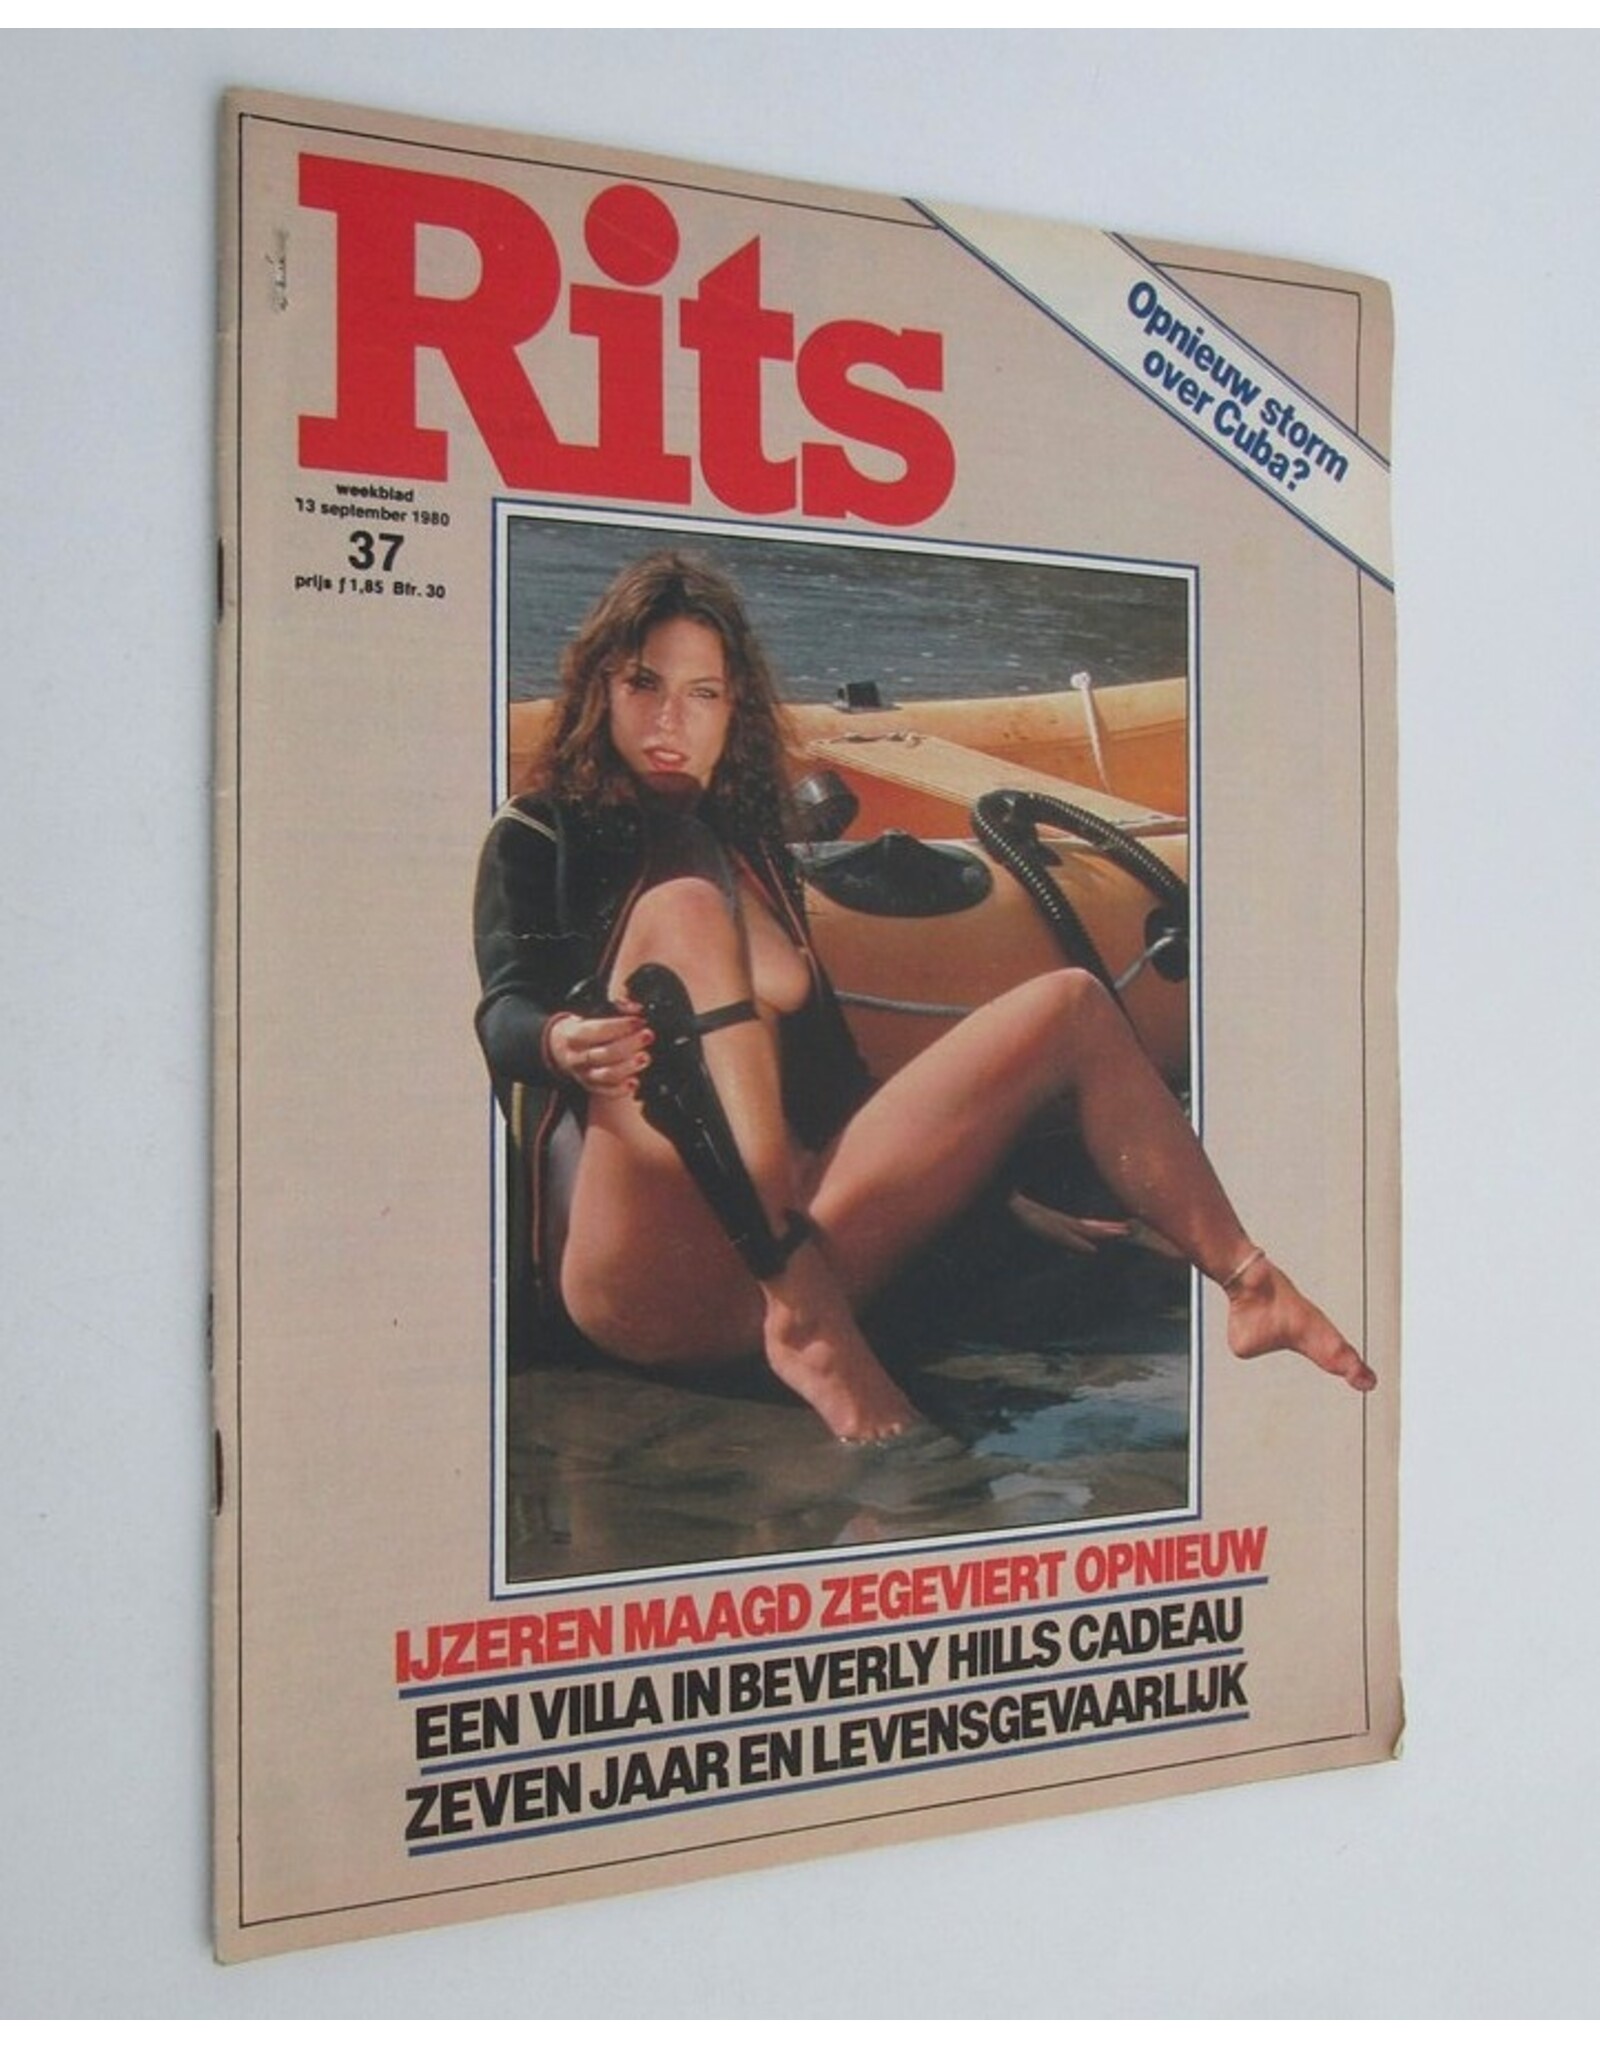 Rits
Opnieuw storm
over Cuba?
weekblad
13 september 1980
37
prijs ƒ 1,85 Bfr. 30
IJZEREN MAAGD ZEGEVIERT OPNIEUW
EEN VILLA IN BEVERLY HILLS CADEAU
ZEVEN JAAR EN LEVENSGEVAARLIJK